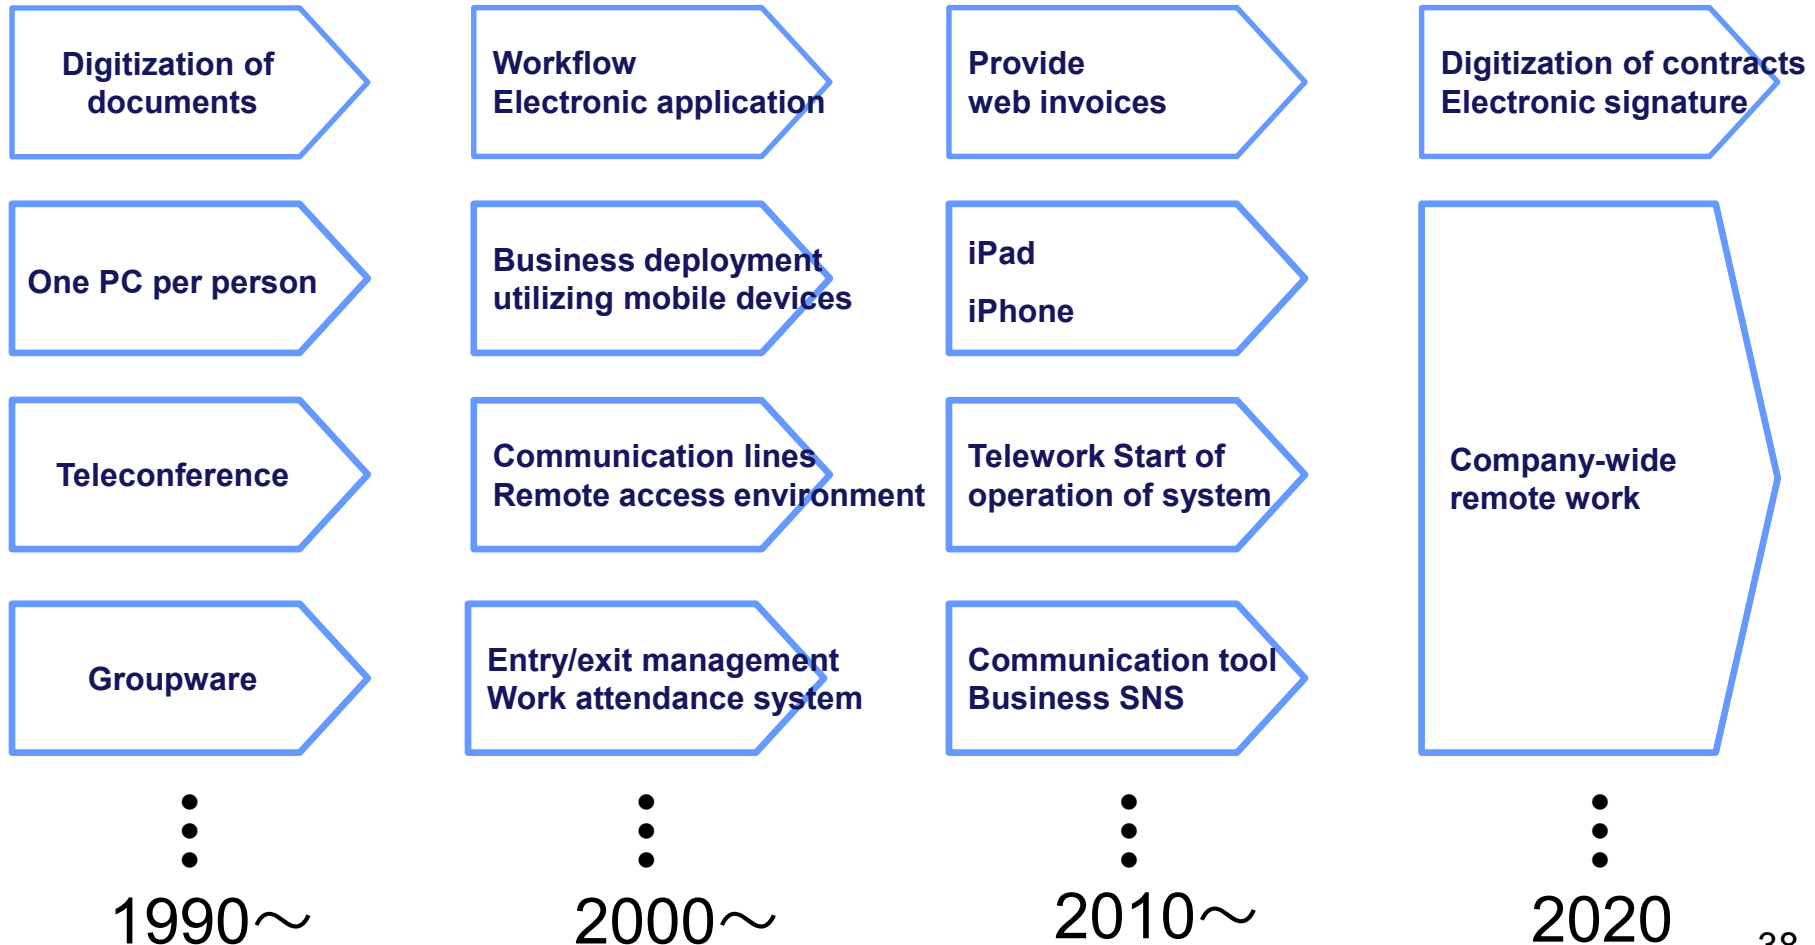 Digitization of
documents
Workflow
Electronic application
Provide
web invoices
Digitization of contracts
Electronic signature
One PC per person
Business deployment
utilizing mobile devices
iPad
iPhone
Teleconference
Communication lines
Remote access environment
Telework Start of
operation of system
Company-wide
remote work
Groupware
Entry/exit management
Work attendance system
Communication tool
Business SNS
1990～
2000～
2010～
2020
38